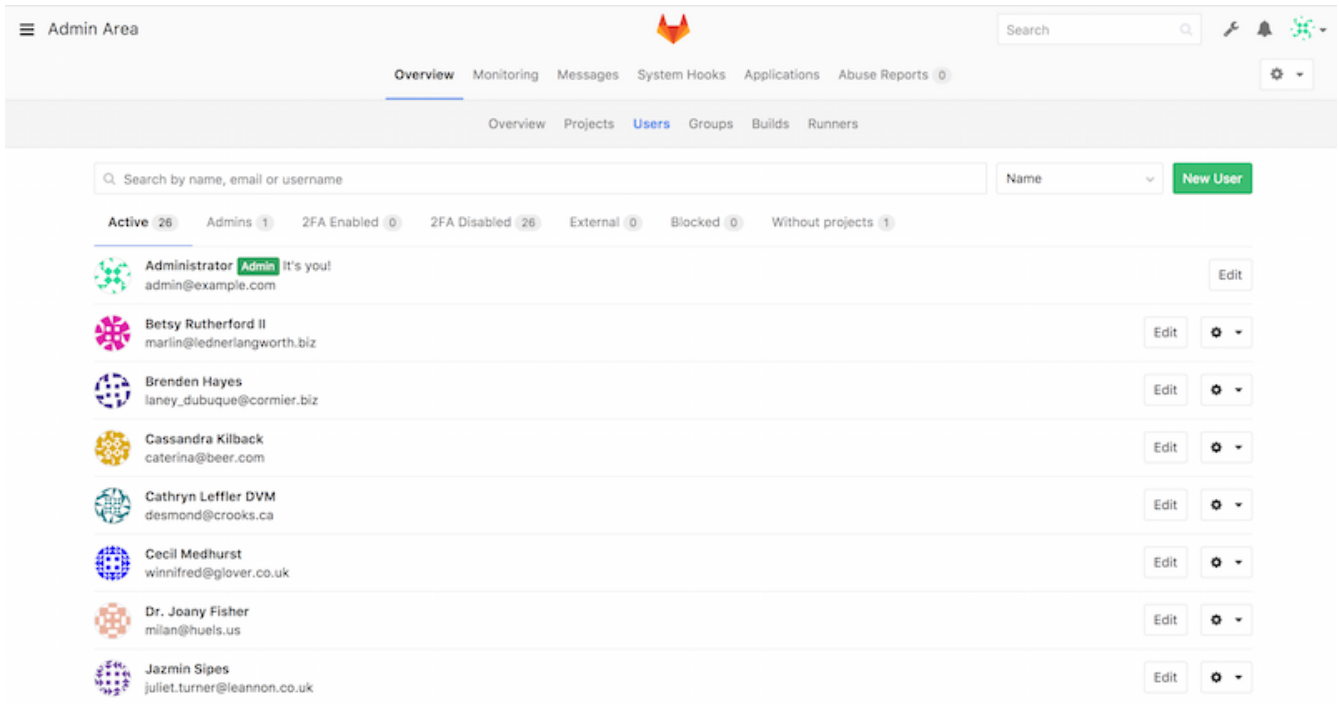 Admin Area
Search
Overview Monitoring Messages System Hooks Applications Abuse Reports 0
Overview Projects Users Groups Builds Runners
Search by name, email or username
Name
New User
Active 26 Admins 1 2FA Enabled 0 2FA Disabled 26 External 0 Blocked 0 Without projects 1
Administrator Admin It's you!
admin@example.com
Edit
Betsy Rutherford II
marlin@lednerlangworth.biz
Edit
Brenden Hayes
laney_dubuque@cormier.biz
Edit
Cassandra Kilback
caterina@beer.com
Edit
Cathryn Leffler DVM
desmond@crooks.ca
Edit
Cecil Medhurst
winnifred@glover.co.uk
Edit
Dr. Joany Fisher
milan@huels.us
Edit
Jazmin Sipes
juliet.turner@leannon.co.uk
Edit